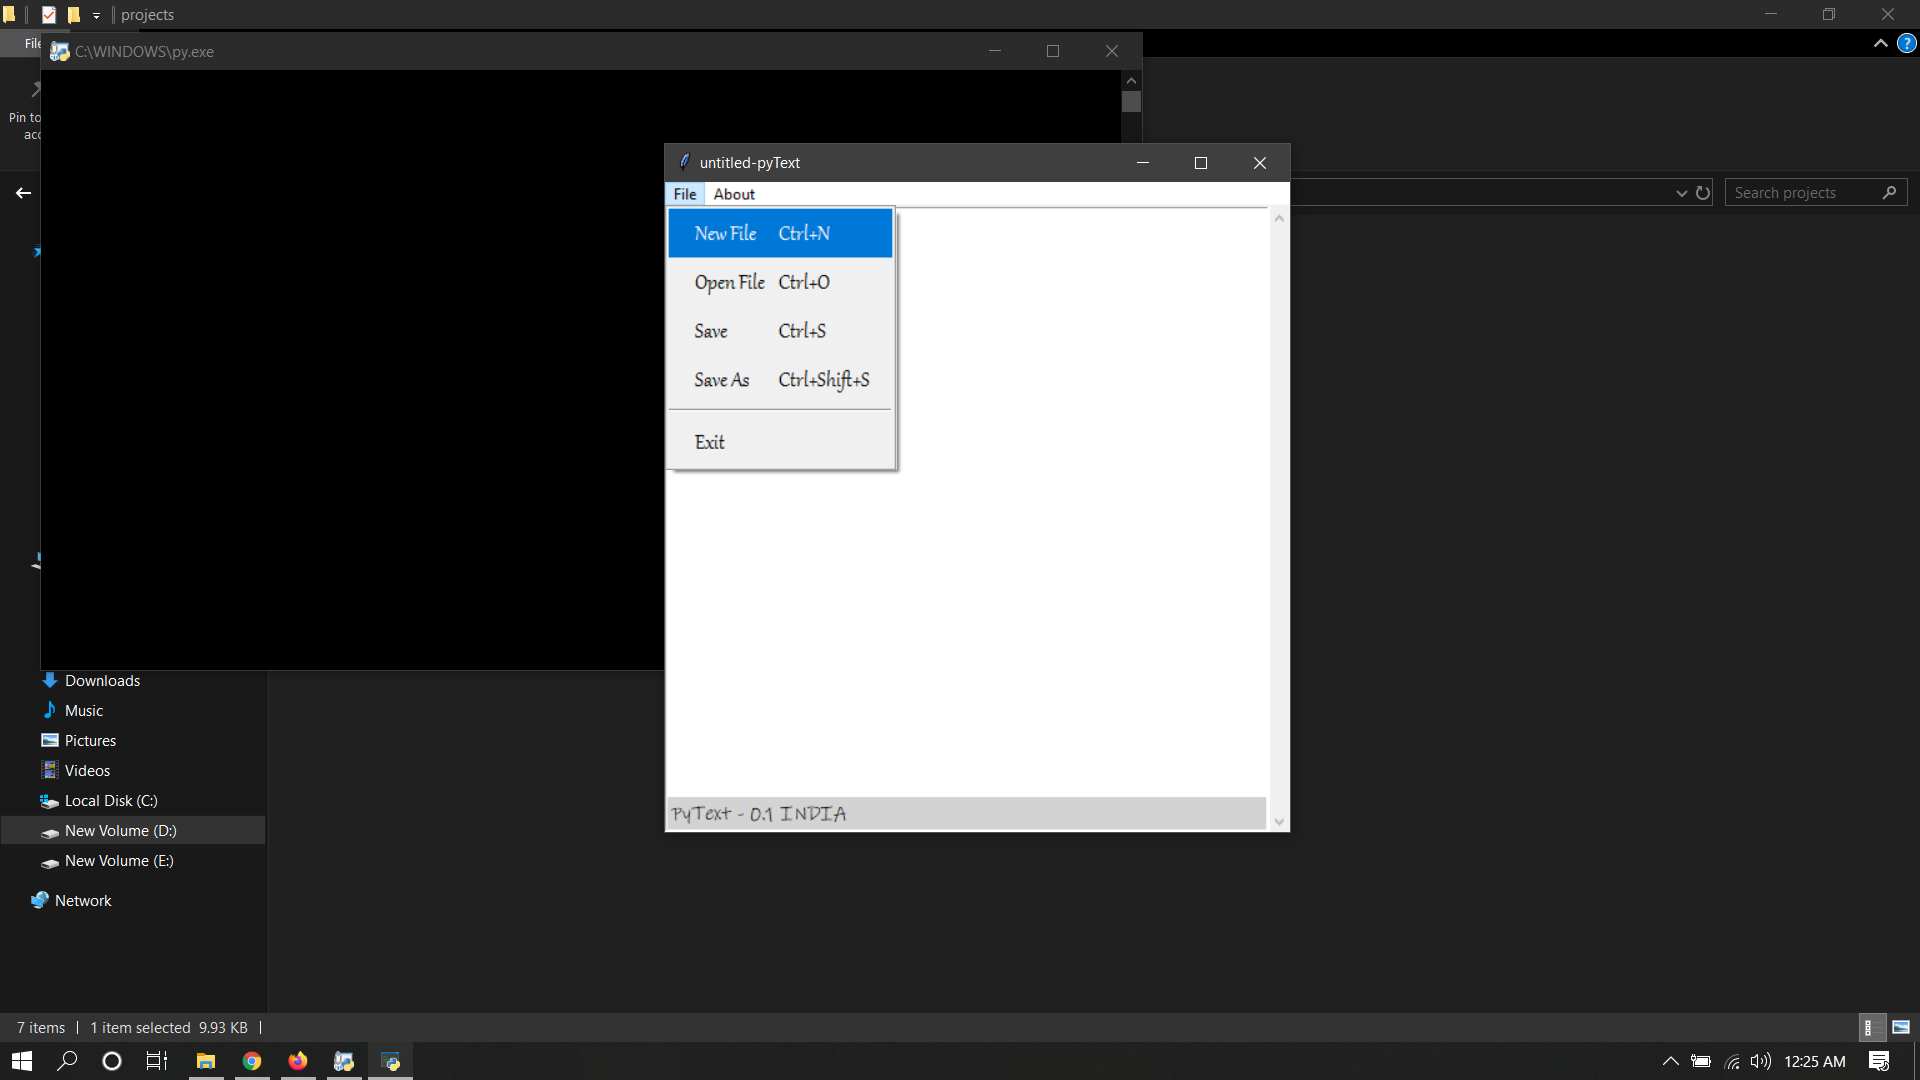 projects
File
C:\WINDOWS\py.exe
Pin to
acc
untitled-pyText
File About
New File Ctrl+N
Open File Ctrl+O
Save Ctrl+S
Save As Ctrl+Shift+S
Exit
PyText - 0.1 INDIA
Search projects
Downloads
Music
Pictures
Videos
Local Disk (C:)
New Volume (D:)
New Volume (E:)
Network
7 items 1 item selected 9.93 KB
12:25 AM